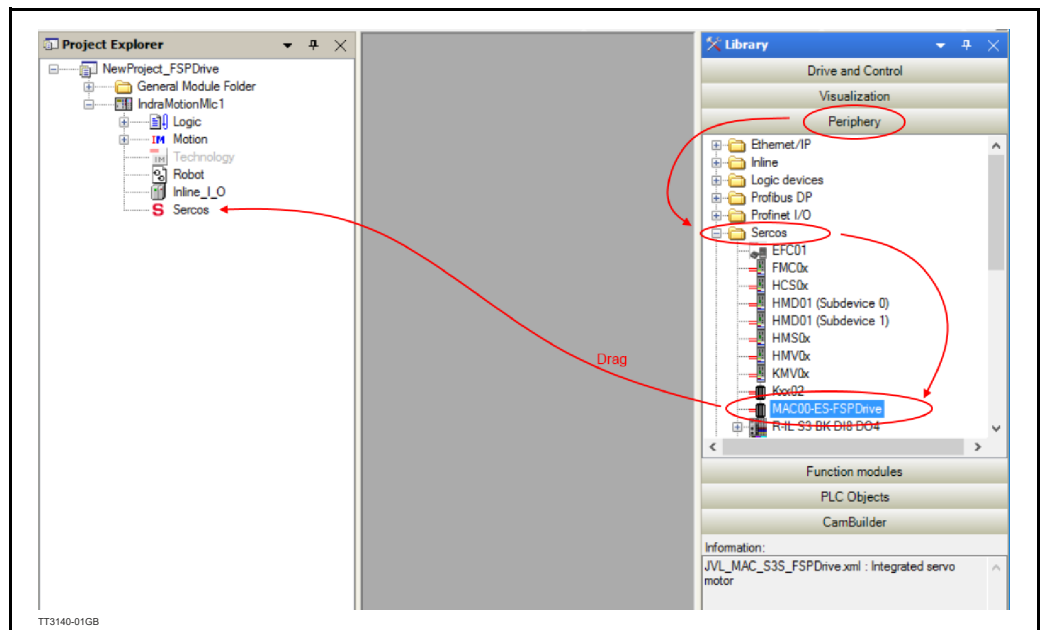 Project Explorer
NewProject_FSPDrive
General Module Folder
IndraMotionMlc1
Logic
IM Motion
IM Technology
Robot
Inline_I_O
S Sercos
Drag
Library
Drive and Control
Visualization
Periphery
Ethernet/IP
Inline
Logic devices
Profibus DP
Profinet I/O
Sercos
EFC01
FMC0x
HCS0x
HMD01 (Subdevice 0)
HMD01 (Subdevice 1)
HMS0x
HMV0x
KMV0x
Kxx02
MAC00-ES-FSPDrive
R-IL S3 BK DI8 DO4
Function modules
PLC Objects
CamBuilder
Information:
JVL_MAC_S3S_FSPDrive.xml : Integrated servo
motor
TT3140-01GB